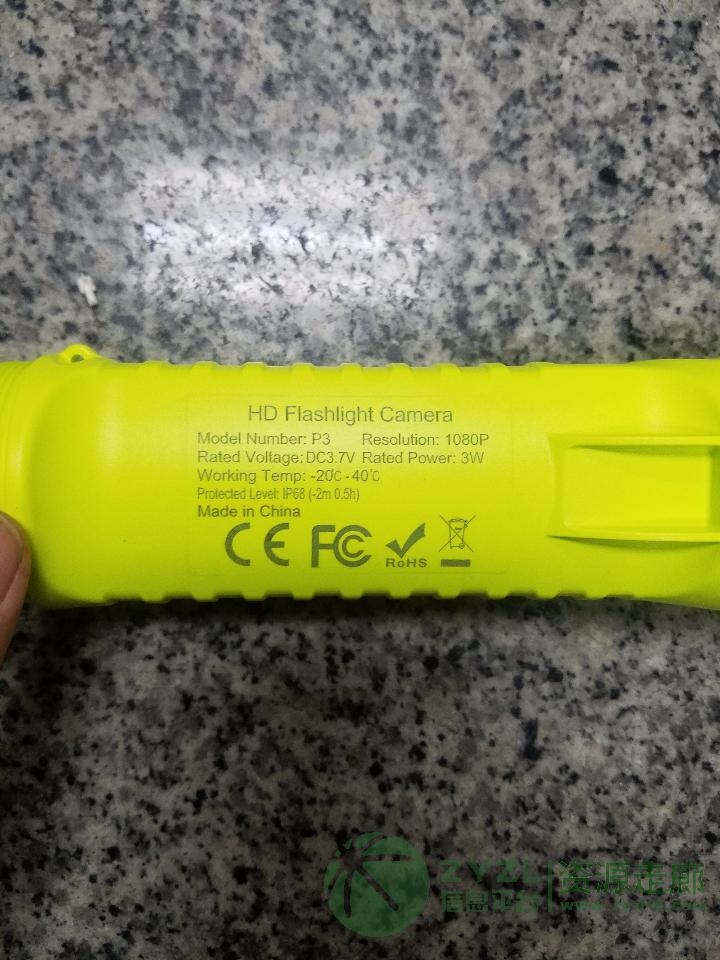 HD Flashlight Camera
Model Number: P3 Resolution: 1080P
Rated Voltage: DC3.7V Rated Power: 3W
Working Temp: -20℃ - 40℃
Protected Level: IP68 (-2m 0.5h)
Made in China
CE FC RoHS
ZYZL 资源走廊
信息平台